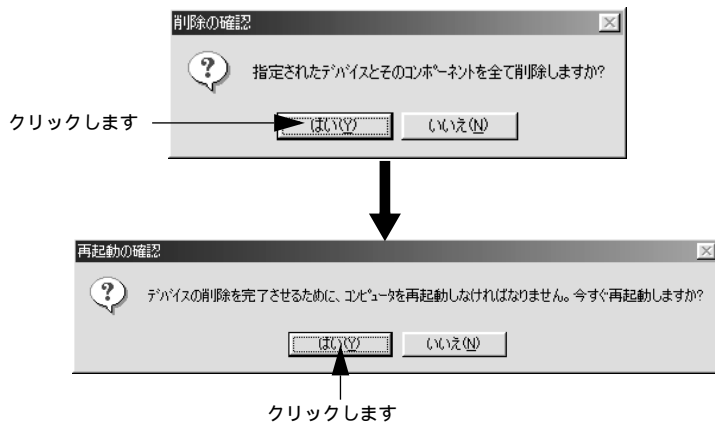 削除の確認
指定されたデバイスとそのコンポーネントを全て削除しますか?
クリックします
はい(Y)
いいえ(N)
再起動の確認
デバイスの削除を完了させるために、コンピュータを再起動しなければなりません。今すぐ再起動しますか?
はい(Y)
いいえ(N)
クリックします